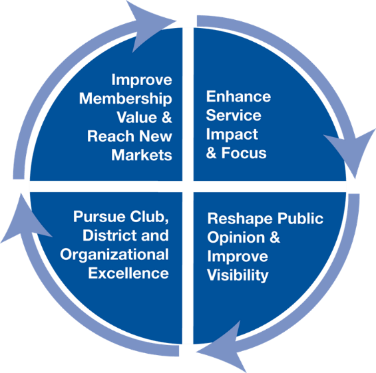 Improve
Membership
Value &
Reach New
Markets
Enhance
Service
Impact
& Focus
Pursue Club,
District and
Organizational
Excellence
Reshape Public
Opinion &
Improve
Visibility